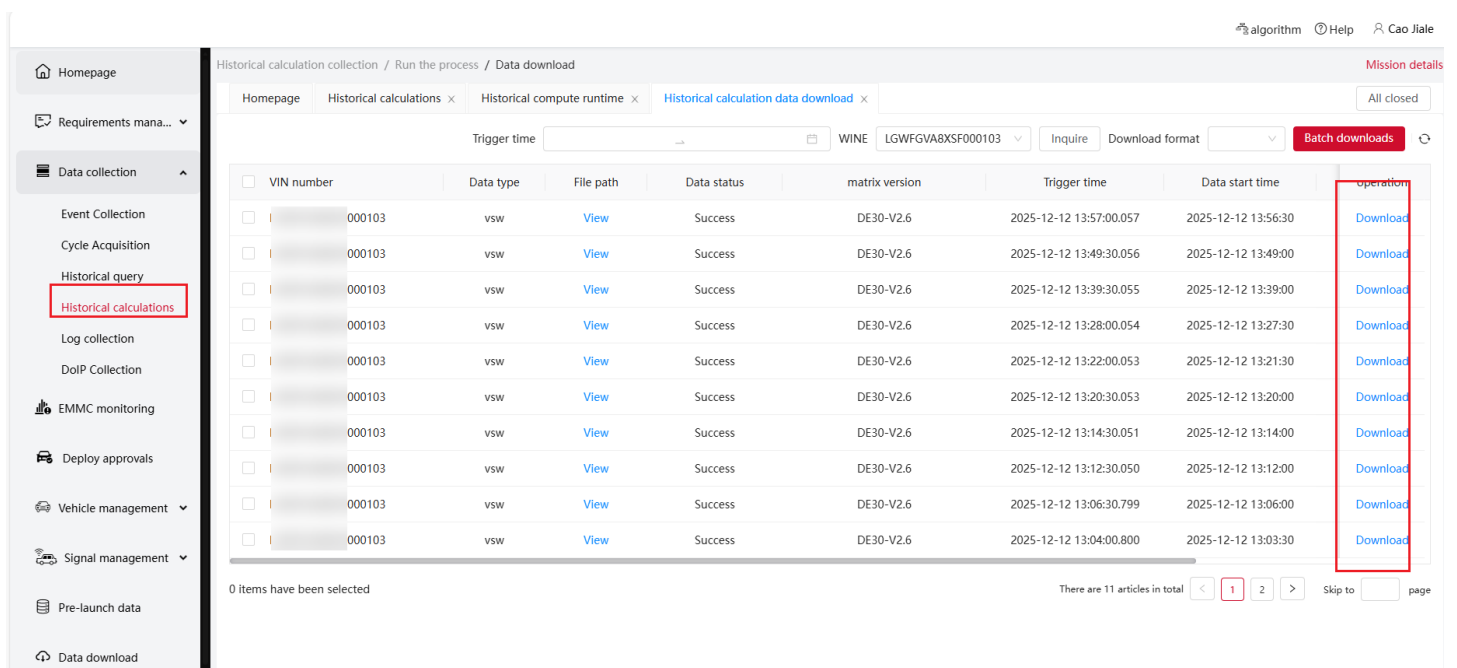 algorithm Help Cao Jiale
Homepage
Requirements mana...
Data collection
Event Collection
Cycle Acquisition
Historical query
Historical calculations
Log collection
DoIP Collection
EMMC monitoring
Deploy approvals
Vehicle management
Signal management
Pre-launch data
Data download
Historical calculation collection / Run the process / Data download Mission details
Homepage Historical calculations × Historical compute runtime × Historical calculation data download × All closed
Trigger time WINE LGWFGVA8XSF000103 Inquire Download format Batch downloads
VIN number Data type File path Data status matrix version Trigger time Data start time operation
000103 vsw View Success DE30-V2.6 2025-12-12 13:57:00.057 2025-12-12 13:56:30 Download
000103 vsw View Success DE30-V2.6 2025-12-12 13:49:30.056 2025-12-12 13:49:00 Download
000103 vsw View Success DE30-V2.6 2025-12-12 13:39:30.055 2025-12-12 13:39:00 Download
000103 vsw View Success DE30-V2.6 2025-12-12 13:28:00.054 2025-12-12 13:27:30 Download
000103 vsw View Success DE30-V2.6 2025-12-12 13:22:00.053 2025-12-12 13:21:30 Download
000103 vsw View Success DE30-V2.6 2025-12-12 13:20:30.053 2025-12-12 13:20:00 Download
000103 vsw View Success DE30-V2.6 2025-12-12 13:14:30.051 2025-12-12 13:14:00 Download
000103 vsw View Success DE30-V2.6 2025-12-12 13:12:30.050 2025-12-12 13:12:00 Download
000103 vsw View Success DE30-V2.6 2025-12-12 13:06:30.799 2025-12-12 13:06:00 Download
000103 vsw View Success DE30-V2.6 2025-12-12 13:04:00.800 2025-12-12 13:03:30 Download
0 items have been selected There are 11 articles in total < 1 2 > Skip to page